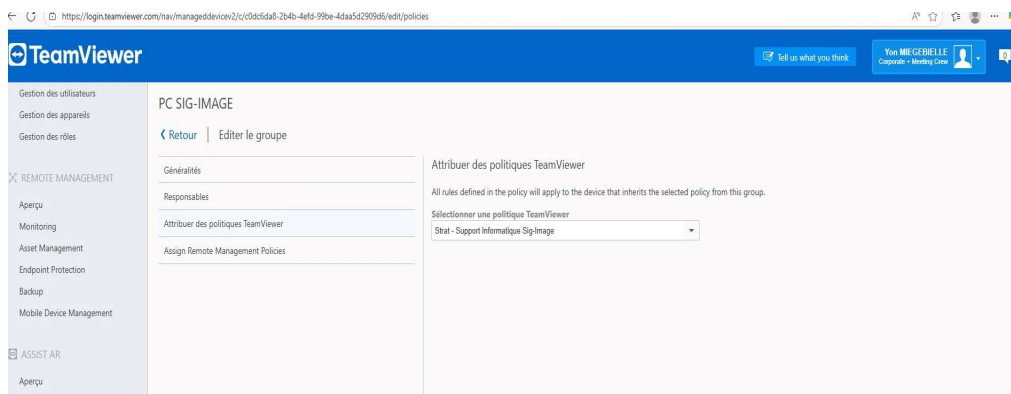 https://login.teamviewer.com/nav/manageddevicev2/c/c0dc6da8-2b4b-4efd-99be-4daa5d2909d6/edit/policies
TeamViewer
Tell us what you think
Yon MIEGEBIELLE
Corporate + Meeting Crew
Gestion des utilisateurs
Gestion des appareils
Gestion des rôles
REMOTE MANAGEMENT
Aperçu
Monitoring
Asset Management
Endpoint Protection
Backup
Mobile Device Management
ASSIST AR
Aperçu
PC SIG-IMAGE
Retour | Editer le groupe
Généralités
Responsables
Attribuer des politiques TeamViewer
Assign Remote Management Policies
Attribuer des politiques TeamViewer
All rules defined in the policy will apply to the device that inherits the selected policy from this group.
Sélectionner une politique TeamViewer
Strat - Support Informatique Sig-Image